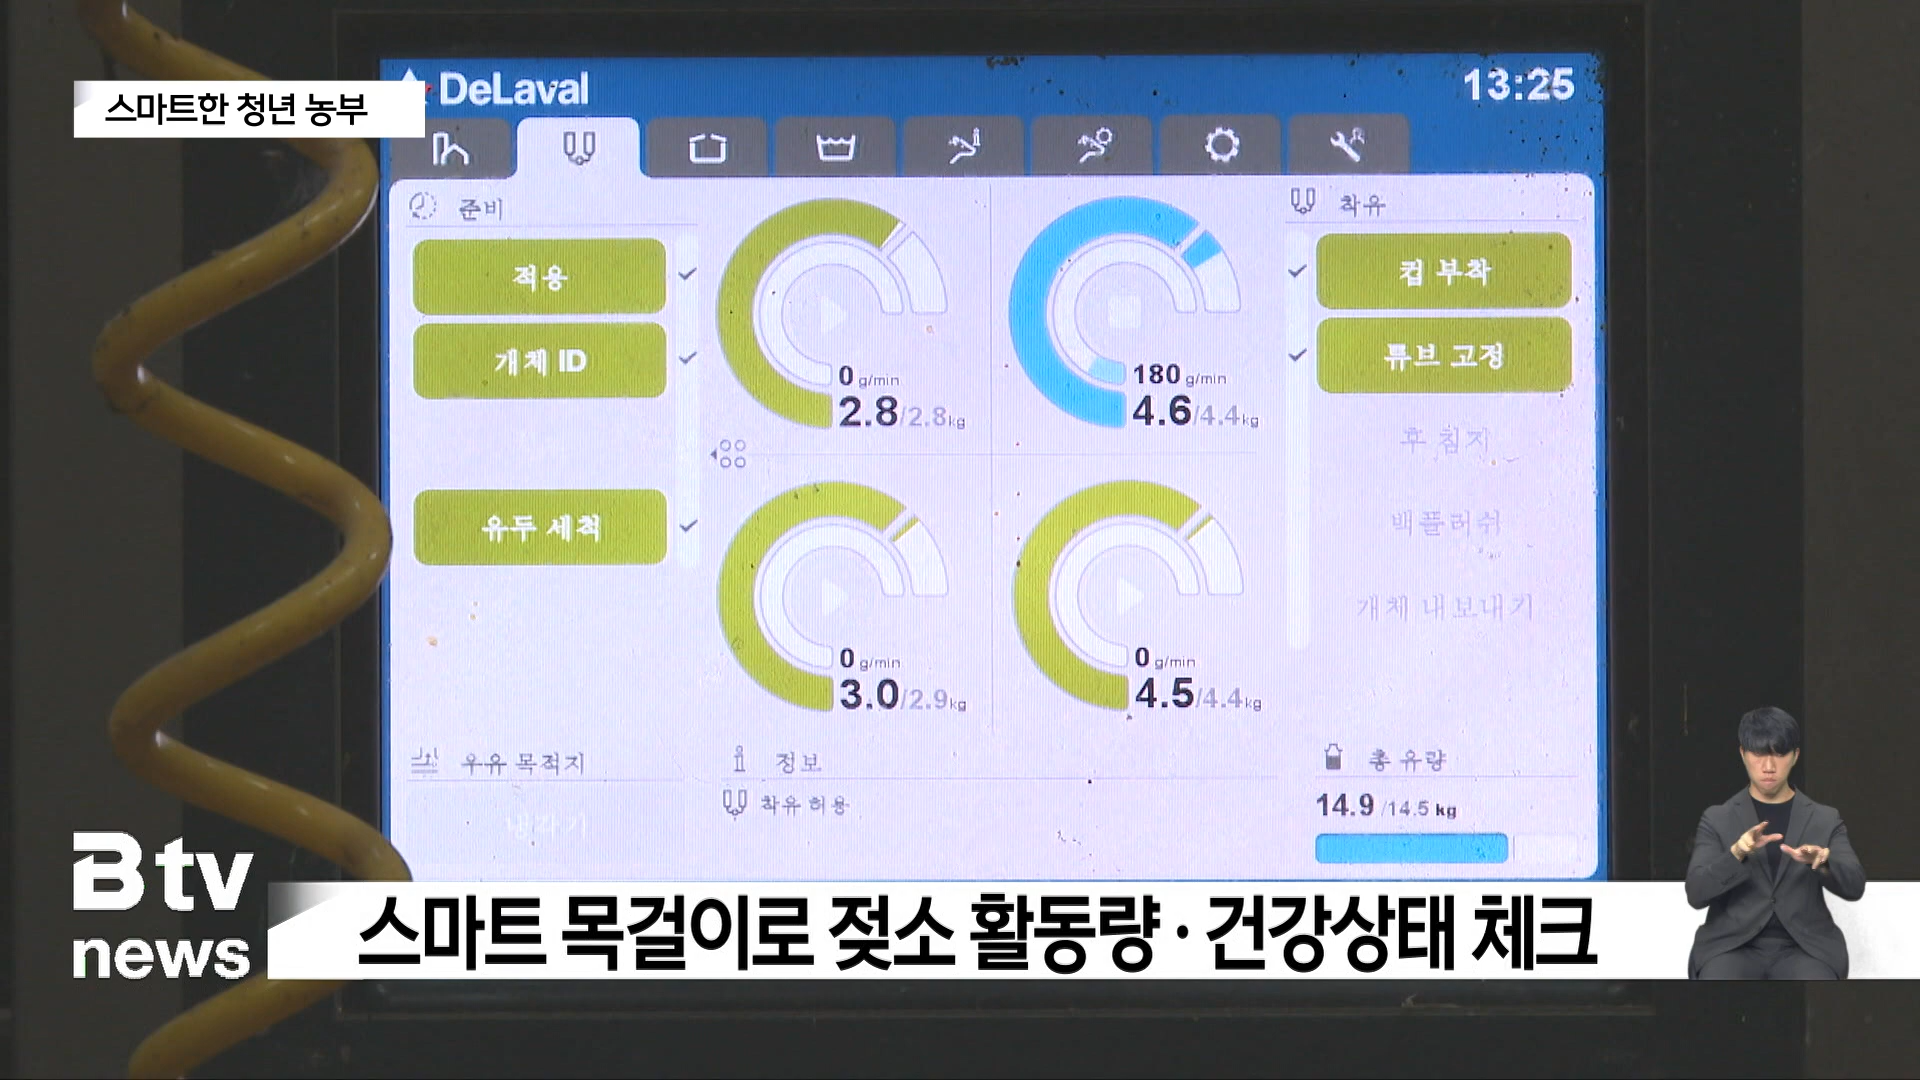 스마트한 청년 농부
DeLaval
13:25
준비
적용
개체 ID
유두 세척
0 g/min
2.8/2.8kg
180 g/min
4.6/4.4kg
0 g/min
3.0/2.9kg
0 g/min
4.5/4.4kg
착유
컵 부착
튜브 고정
후 침지
백플러쉬
개체 내보내기
우유 목적지
냉각기
정보
착유 허용
총 유량
14.9 /14.5 kg
B tv
news
스마트 목걸이로 젖소 활동량·건강상태 체크